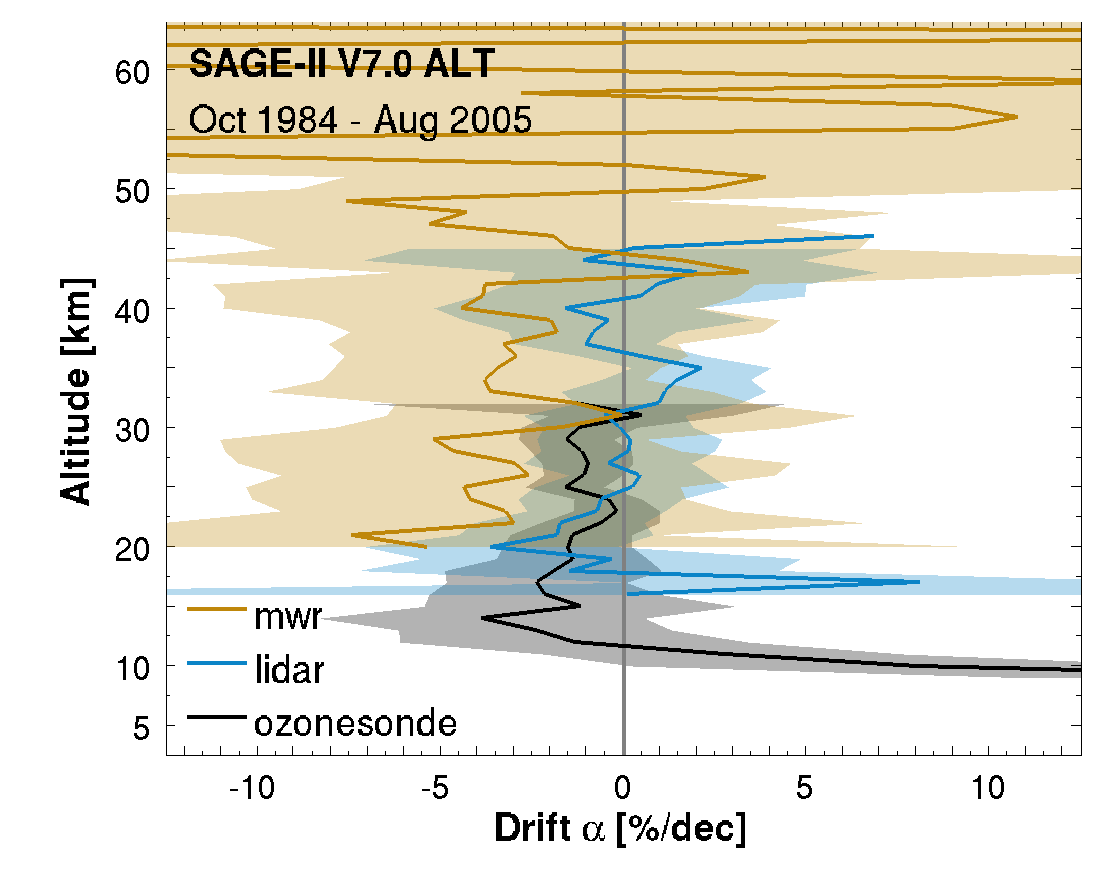 SAGE-II V7.0 ALT
Oct 1984 - Aug 2005
60
50
40
30
20
10
5
Altitude [km]
mwr
lidar
ozonesonde
-10 -5 0 5 10
Drift α [%/dec]